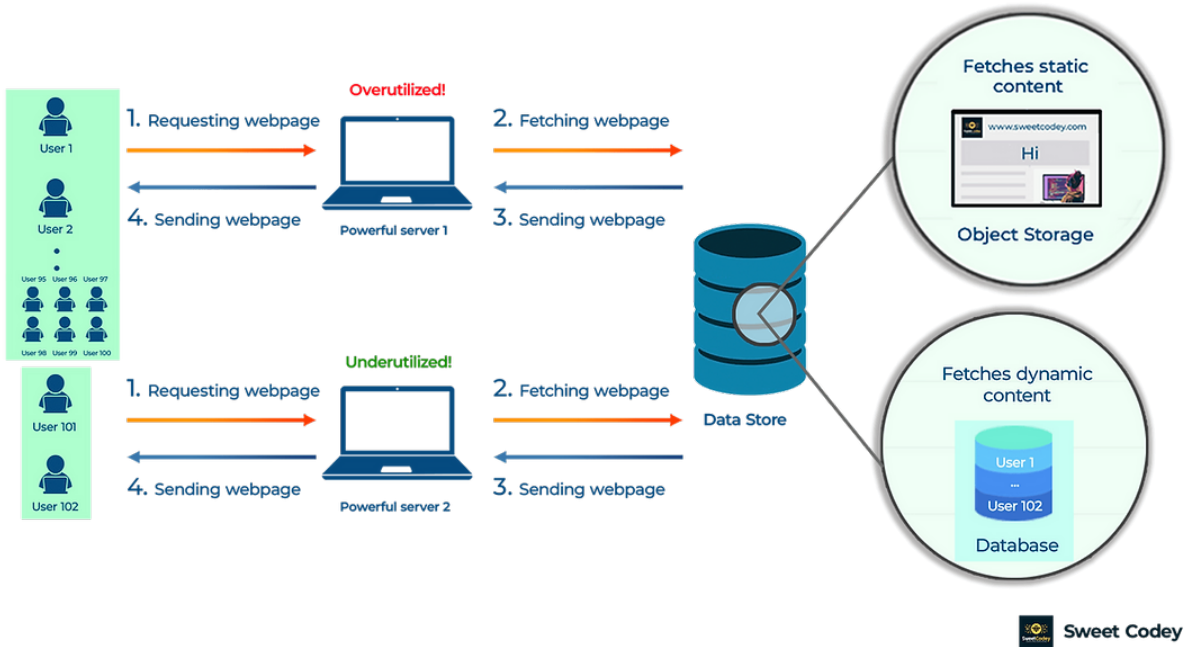 Overutilized!
User 1
1. Requesting webpage
2. Fetching webpage
4. Sending webpage
3. Sending webpage
User 2
Powerful server 1
User 95 User 96 User 97
User 98 User 99 User 100
Underutilized!
1. Requesting webpage
2. Fetching webpage
User 101
4. Sending webpage
3. Sending webpage
User 102
Powerful server 2
Data Store
Fetches static
content
www.sweetcodey.com
Hi
Object Storage
Fetches dynamic
content
User 1
...
User 102
Database
SweetCodey
Sweet Codey